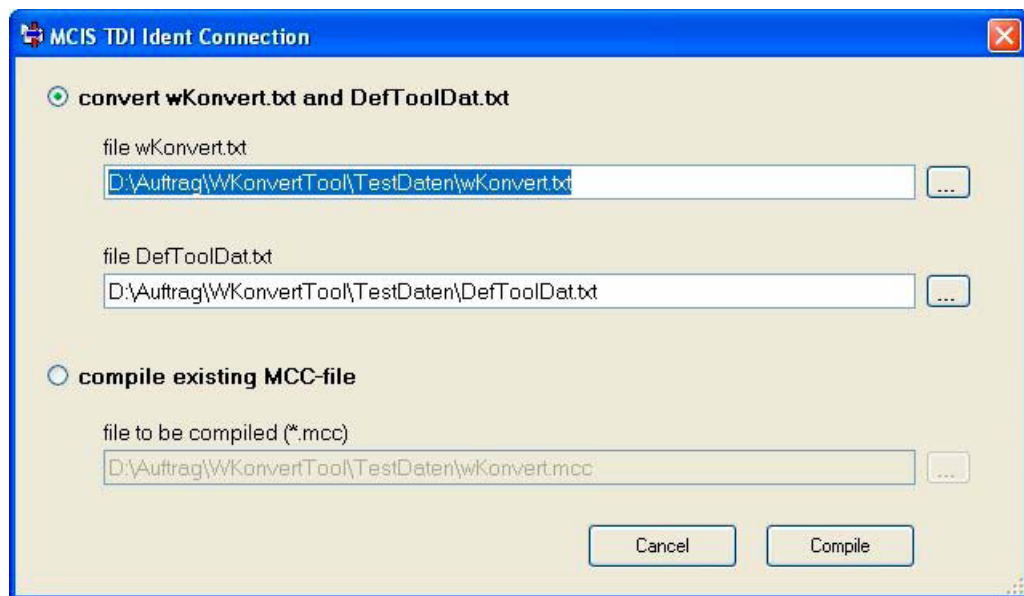 MCIS TDI Ident Connection
convert wKonvert.txt and DefToolDat.txt
file wKonvert.txt
D:\Auftrag\WKonvertTool\TestDaten\wKonvert.txt
...
file DefToolDat.txt
D:\Auftrag\WKonvertTool\TestDaten\DefToolDat.txt
...
compile existing MCC-file
file to be compiled (*.mcc)
D:\Auftrag\WKonvertTool\TestDaten\wKonvert.mcc
...
Cancel
Compile